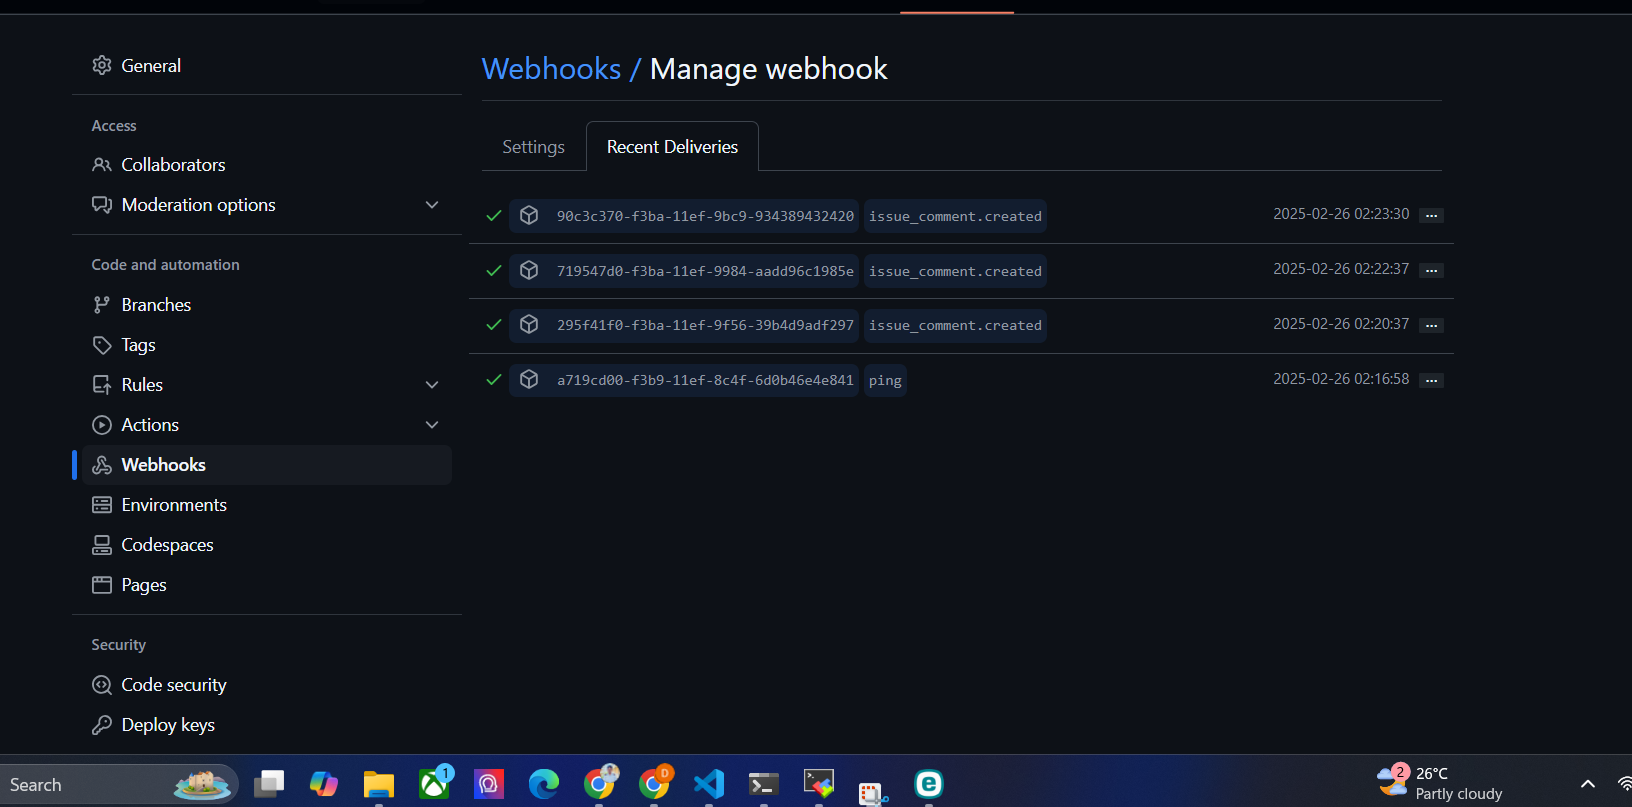 General
Access
Collaborators
Moderation options
Code and automation
Branches
Tags
Rules
Actions
Webhooks
Environments
Codespaces
Pages
Security
Code security
Deploy keys
Webhooks / Manage webhook
Settings Recent Deliveries
90c3c370-f3ba-11ef-9bc9-934389432420 issue_comment.created 2025-02-26 02:23:30 ...
719547d0-f3ba-11ef-9984-aadd96c1985e issue_comment.created 2025-02-26 02:22:37 ...
295f41f0-f3ba-11ef-9f56-39b4d9adf297 issue_comment.created 2025-02-26 02:20:37 ...
a719cd00-f3b9-11ef-8c4f-6d0b46e4e841 ping 2025-02-26 02:16:58 ...
Search
1
D
2
26°C
Partly cloudy